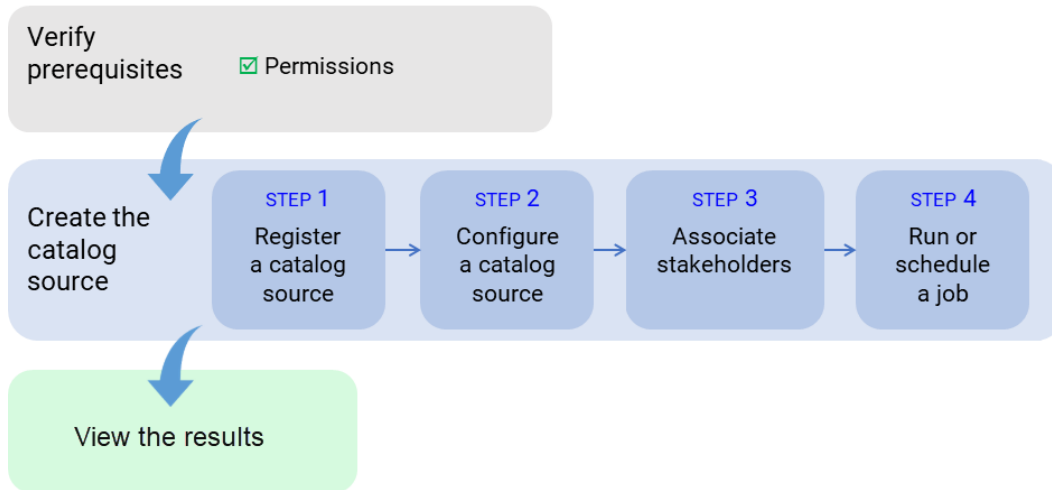 Verify
prerequisites
Permissions
Create the
catalog
source
STEP 1
Register
a catalog
source
STEP 2
Configure
a catalog
source
STEP 3
Associate
stakeholders
STEP 4
Run or
schedule
a job
View the results